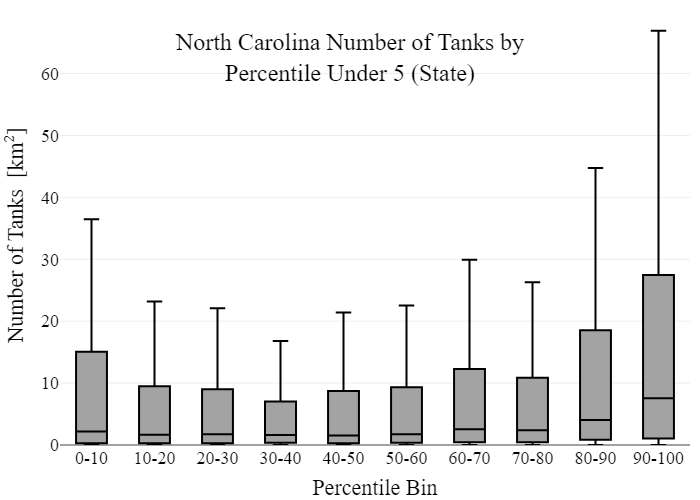 North Carolina Number of Tanks by
Percentile Under 5 (State)
Number of Tanks [km²]
60
50
40
30
20
10
0
0-10 10-20 20-30 30-40 40-50 50-60 60-70 70-80 80-90 90-100
Percentile Bin